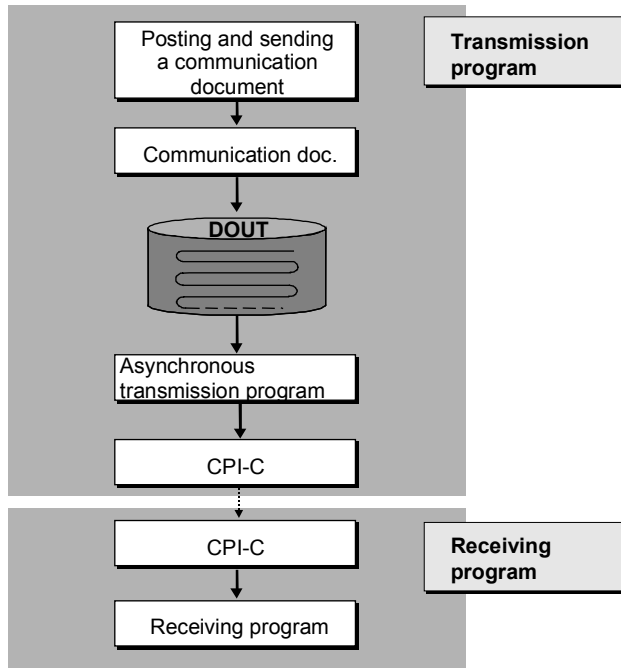 Posting and sending
a communication
document
Transmission
program
Communication doc.
DOUT
Asynchronous
transmission program
CPI-C
CPI-C
Receiving
program
Receiving program